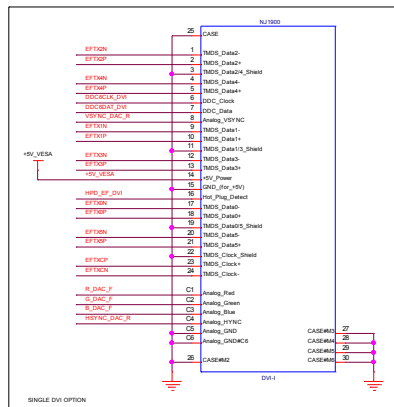 NJ1900
25 CASE
EFTX2N 1 TMDS_Data2-
EFTX2P 2 TMDS_Data2+
3 TMDS_Data2/4_Shield
EFTX4N 4 TMDS_Data4-
EFTX4P 5 TMDS_Data4+
DDC6CLK_DVI 6 DDC_Clock
DDC6DAT_DVI 7 DDC_Data
VSYNC_DAC_R 8 Analog_VSYNC
EFTX1N 9 TMDS_Data1-
EFTX1P 10 TMDS_Data1+
11 TMDS_Data1/3_Shield
EFTX3N 12 TMDS_Data3-
+5V_VESA EFTX3P 13 TMDS_Data3+
+5V_VESA 14 +5V_Power
15 GND_(for_+5V)
HPD_EF_DVI 16 Hot_Plug_Detect
EFTX0N 17 TMDS_Data0-
EFTX0P 18 TMDS_Data0+
19 TMDS_Data0/5_Shield
EFTX5N 20 TMDS_Data5-
EFTX5P 21 TMDS_Data5+
22 TMDS_Clock_Shield
EFTXCP 23 TMDS_Clock+
EFTXCN 24 TMDS_Clock-
R_DAC_F C1 Analog_Red
G_DAC_F C2 Analog_Green
B_DAC_F C3 Analog_Blue
HSYNC_DAC_R C4 Analog_HYNC
C5 Analog_GND CASE#M3 27
C6 Analog_GND#C6 CASE#M4 28
CASE#M5 29
26 CASE#M2 CASE#M6 30
DVI-I
SINGLE DVI OPTION